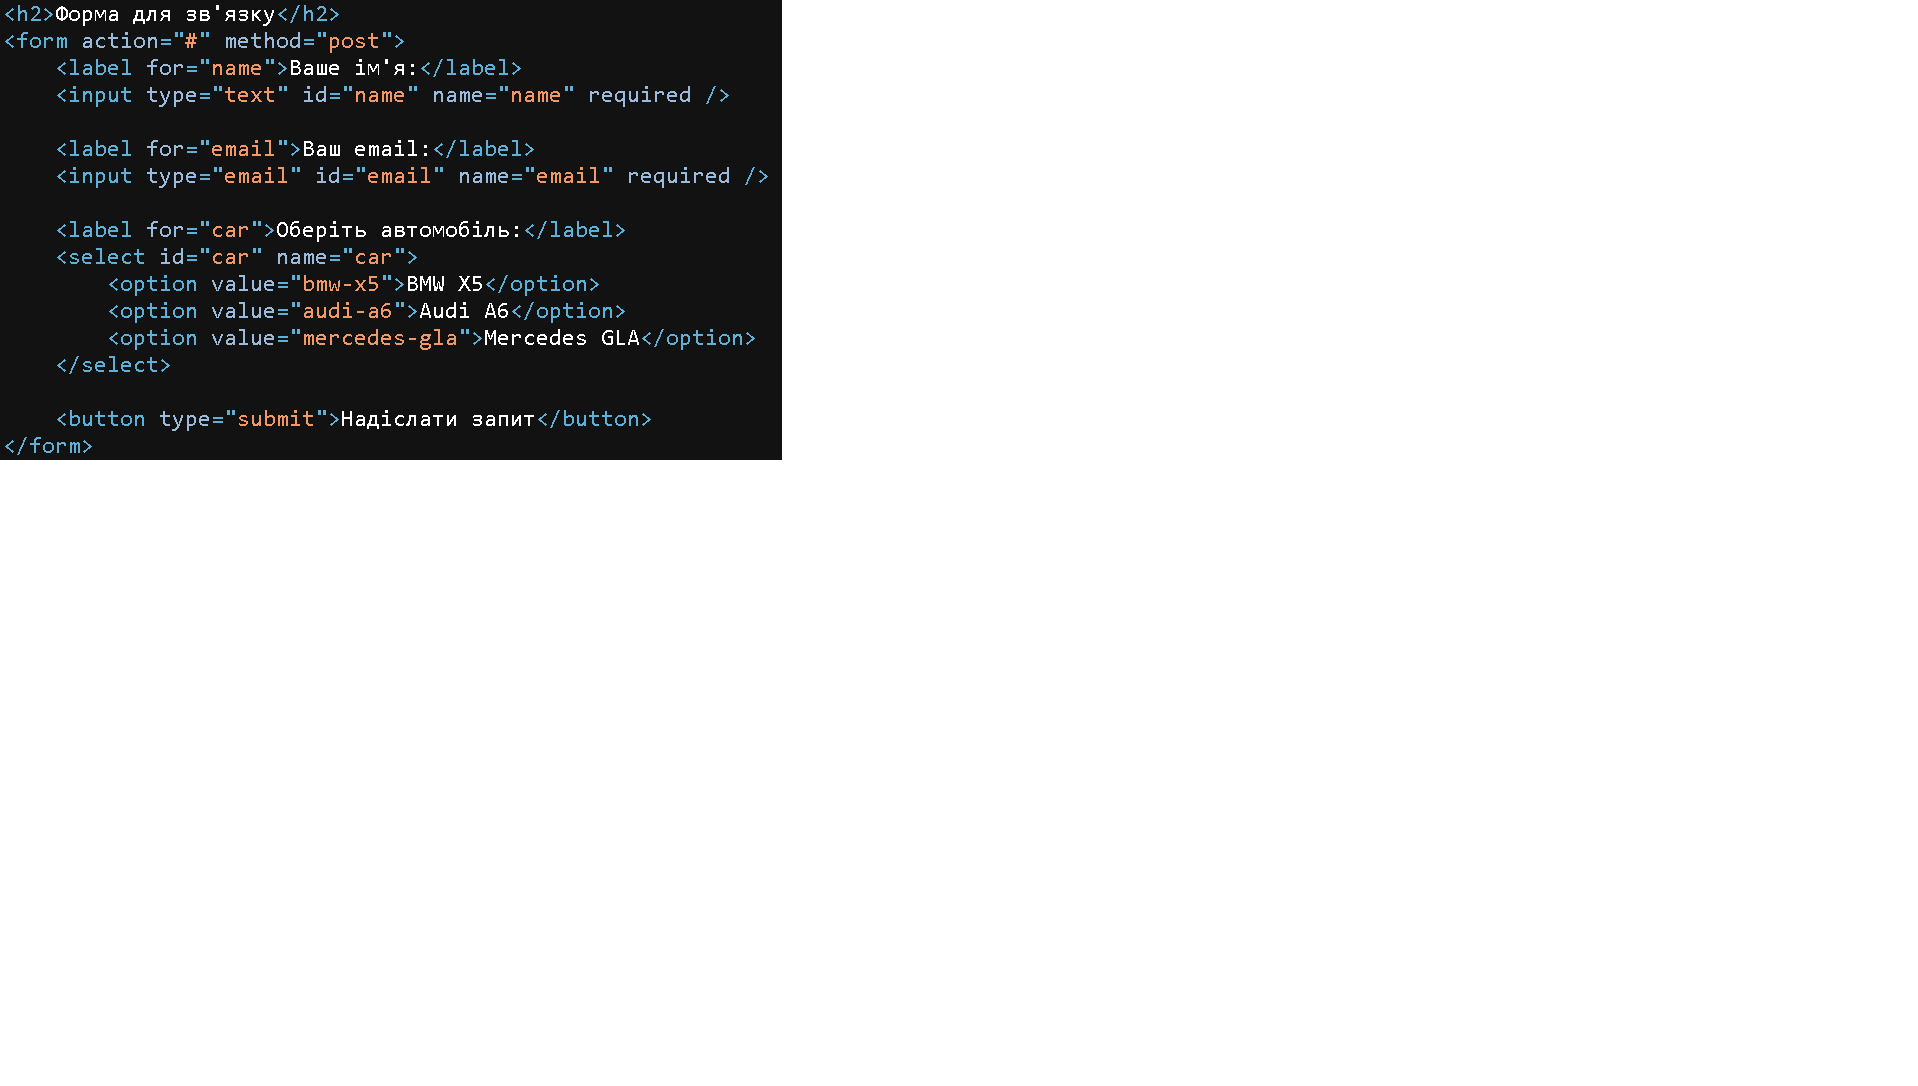 <h2>Форма для зв'язку</h2>
<form action="#" method="post">
    <label for="name">Ваше ім'я:</label>
    <input type="text" id="name" name="name" required />

    <label for="email">Ваш email:</label>
    <input type="email" id="email" name="email" required />

    <label for="car">Оберіть автомобіль:</label>
    <select id="car" name="car">
        <option value="bmw-x5">BMW X5</option>
        <option value="audi-a6">Audi A6</option>
        <option value="mercedes-gla">Mercedes GLA</option>
    </select>

    <button type="submit">Надіслати запит</button>
</form>